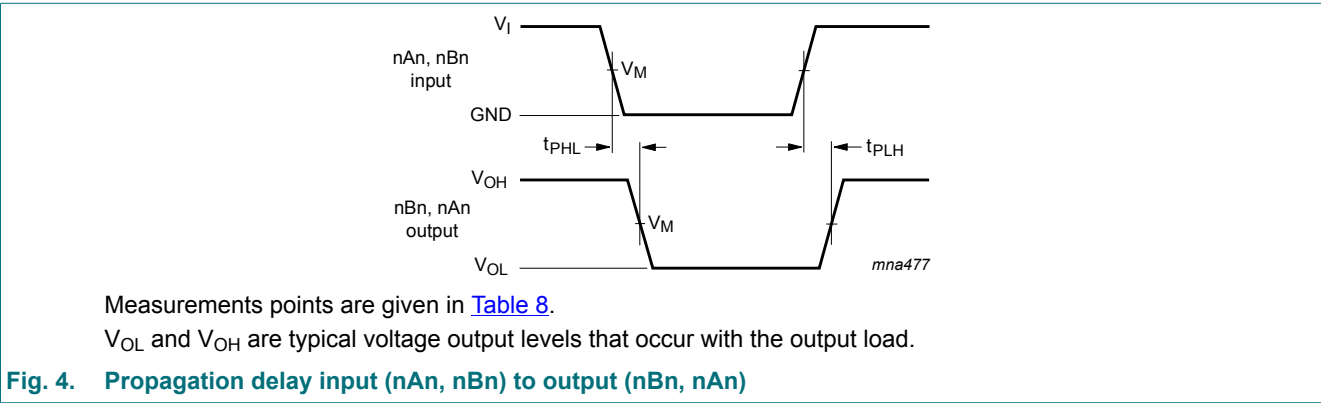 V_I
nAn, nBn
input
V_M
GND
t_PHL
t_PLH
V_OH
nBn, nAn
output
V_M
V_OL
mna477
Measurements points are given in Table 8.
V_OL and V_OH are typical voltage output levels that occur with the output load.
Fig. 4. Propagation delay input (nAn, nBn) to output (nBn, nAn)